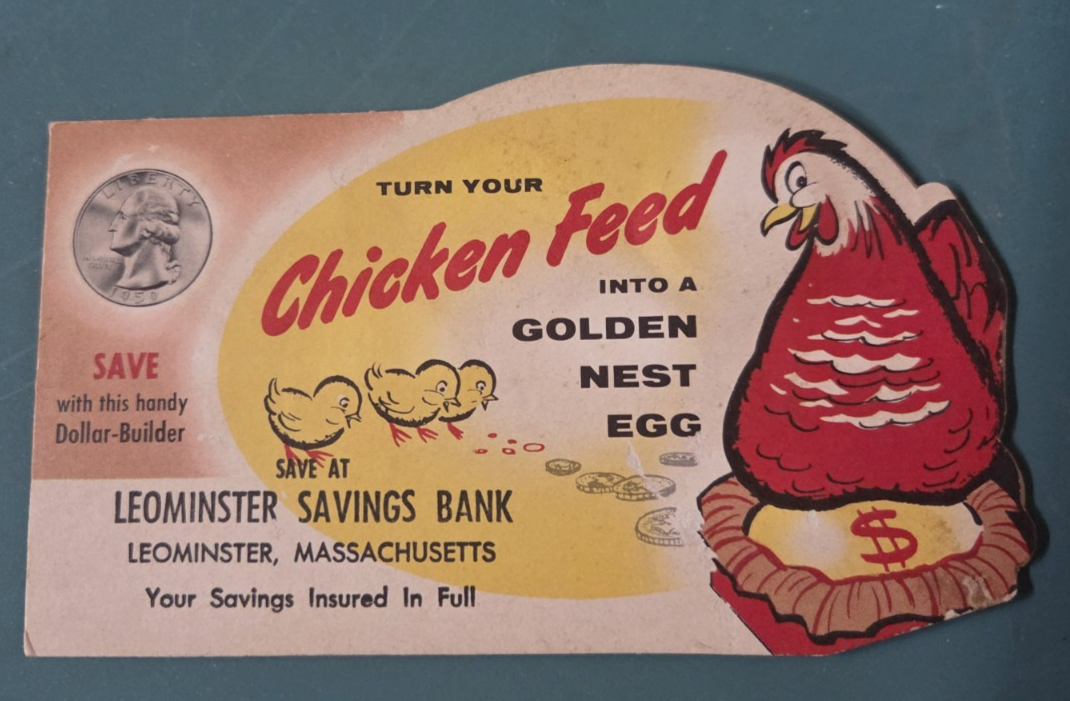 LIBERTY
1959
SAVE
with this handy
Dollar-Builder
TURN YOUR
Chicken Feed
INTO A
GOLDEN
NEST
EGG
$
SAVE AT
LEOMINSTER SAVINGS BANK
LEOMINSTER, MASSACHUSETTS
Your Savings Insured In Full